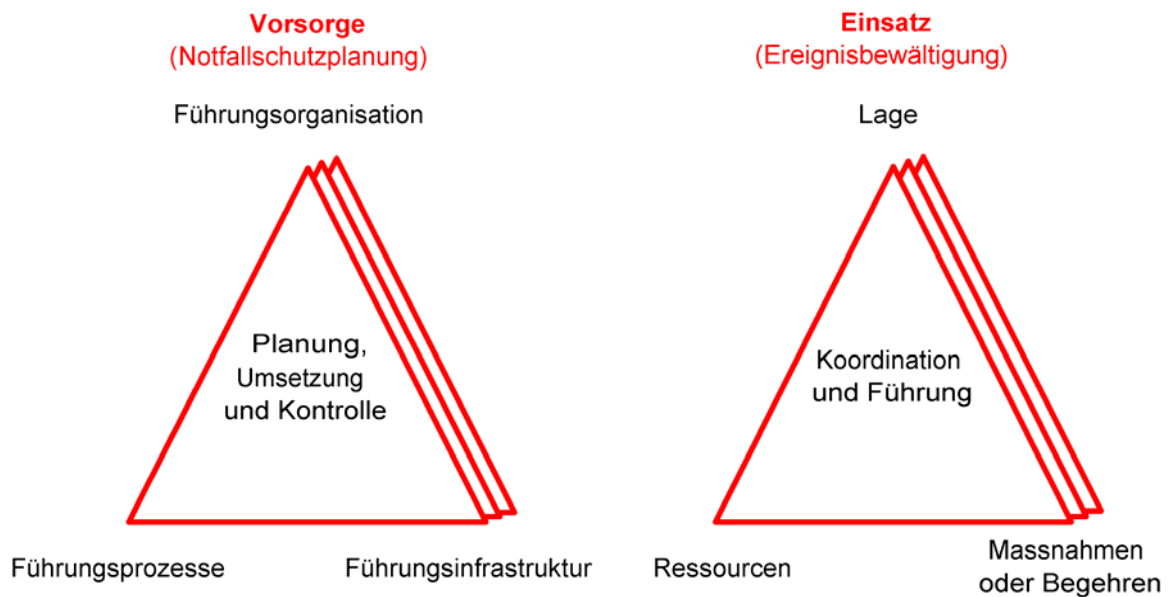 Vorsorge
(Notfallschutzplanung)
Führungsorganisation
Planung,
Umsetzung
und Kontrolle
Führungsprozesse
Führungsinfrastruktur
Einsatz
(Ereignisbewältigung)
Lage
Koordination
und Führung
Ressourcen
Massnahmen
oder Begehren